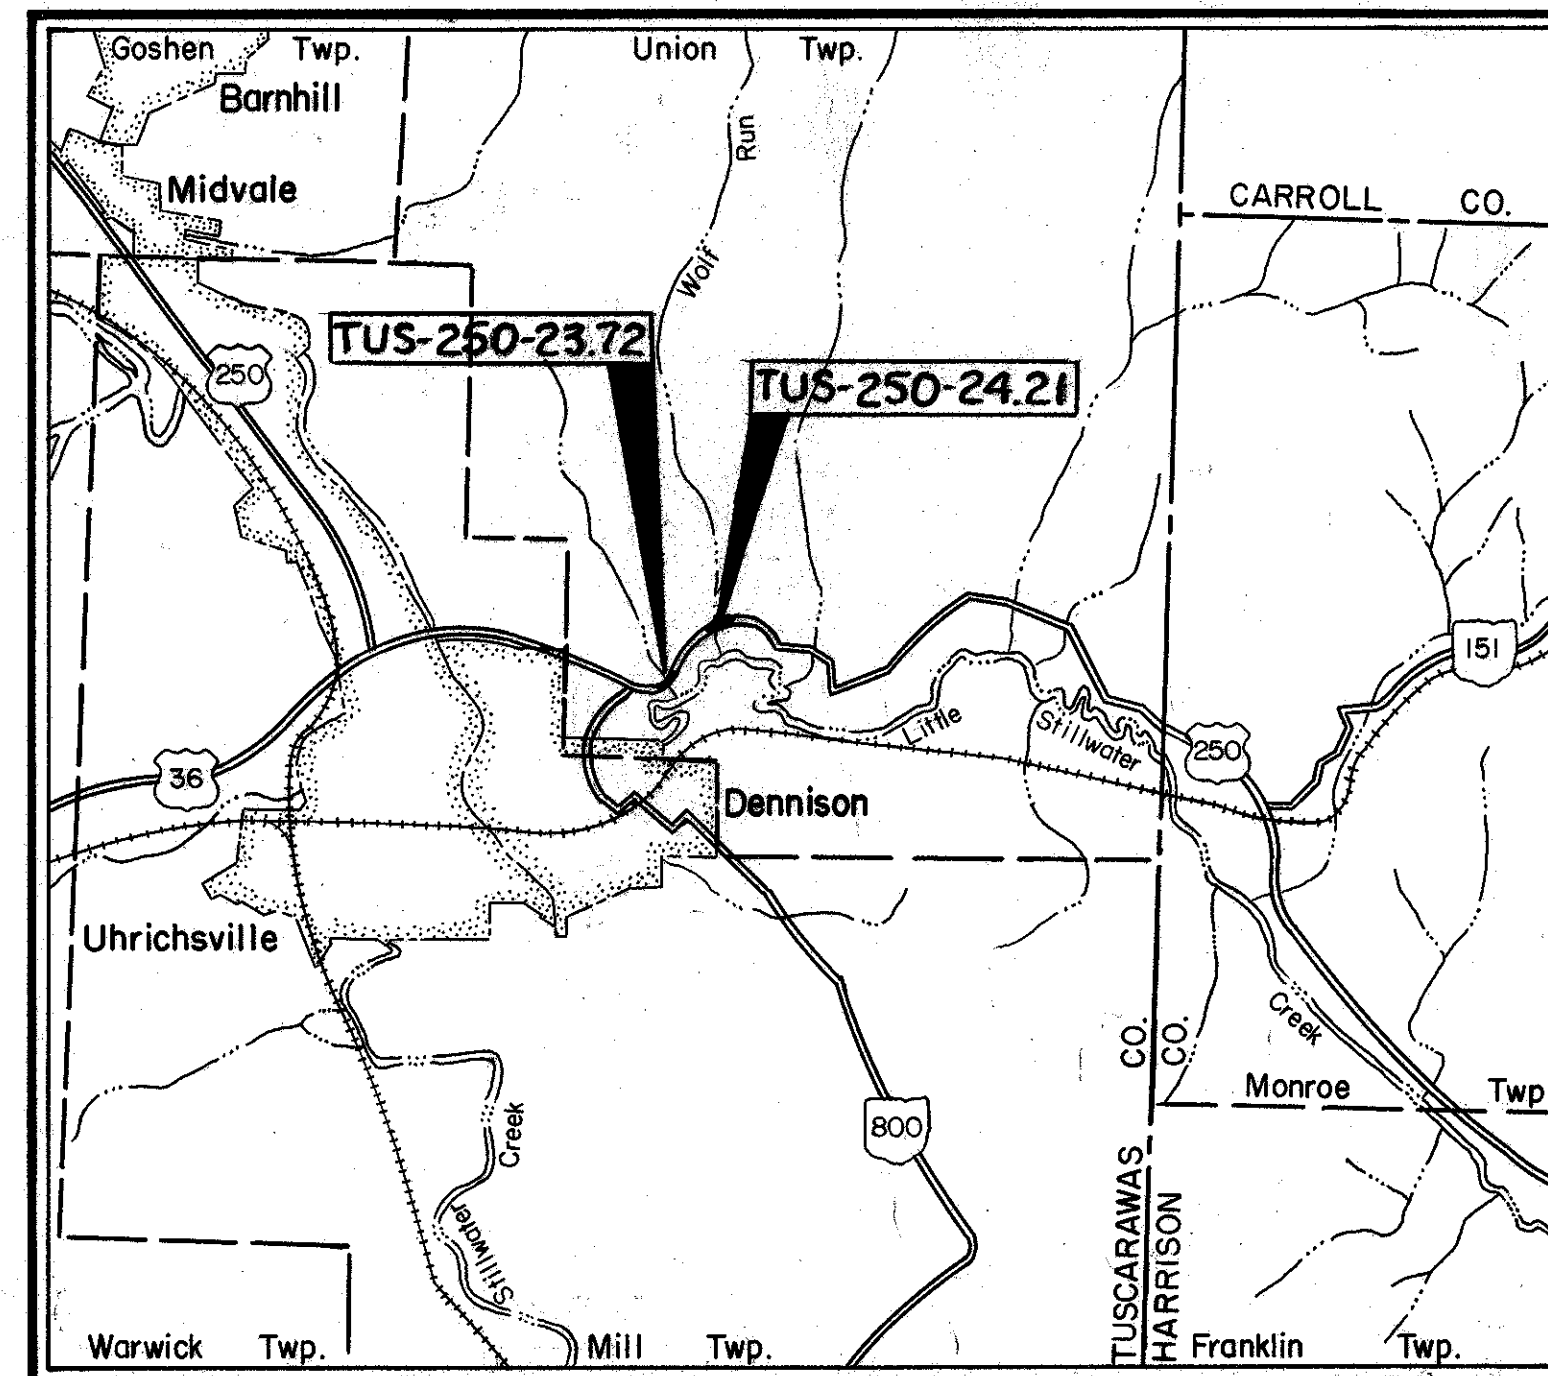 Goshen Twp.
Union Twp.
Barnhill
Run
Midvale
CARROLL CO.
Wolf
TUS-250-23.72
250
TUS-250-24.21
151
Little
Stillwater
250
36
Dennison
Uhrichsville
Creek
CO.
CO.
Monroe Twp
800
Creek
TUSCARAWAS
HARRISON
Stillwater
Warwick Twp.
Mill Twp.
Franklin Twp.